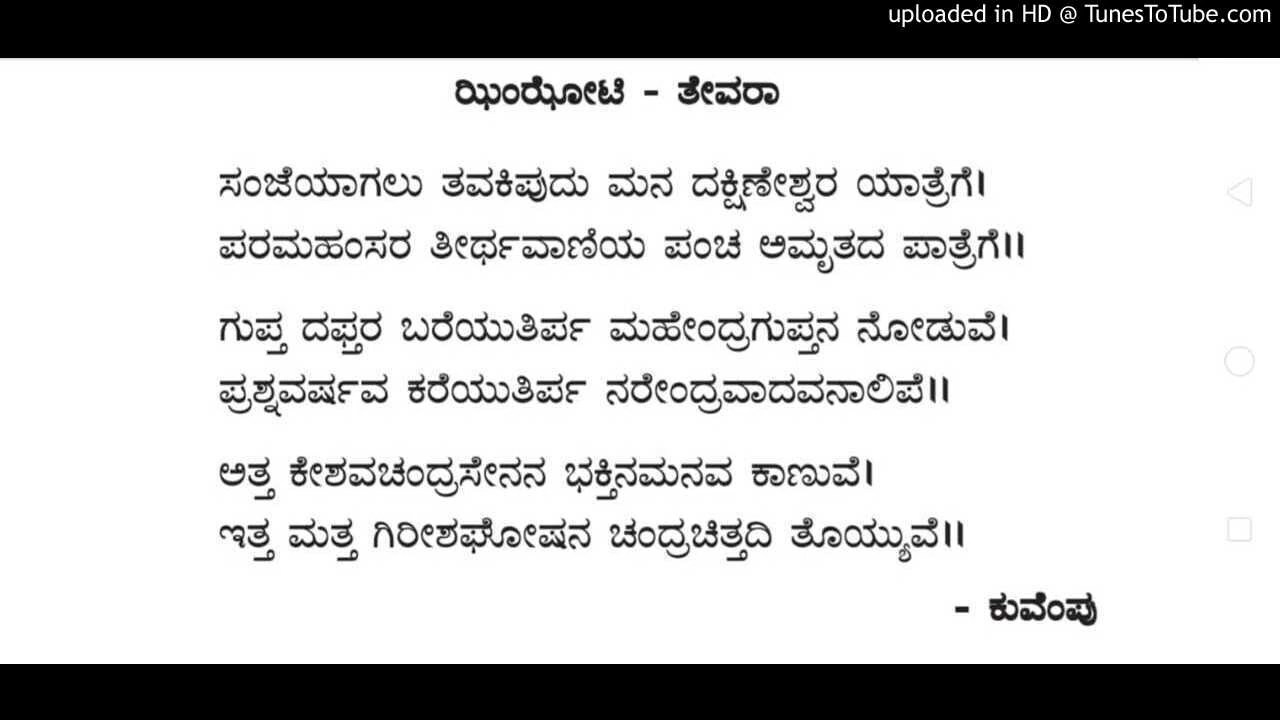 uploaded in HD @ TunesToTube.com
ಝಿಂಝೋಟಿ - ತೇವರಾ
ಸಂಜೆಯಾಗಲು ತವಕಿಪುದು ಮನ ದಕ್ಷಿಣೇಶ್ವರ ಯಾತ್ರೆಗೆ।
ಪರಮಹಂಸರ ತೀರ್ಥವಾಣಿಯ ಪಂಚ ಅಮೃತದ ಪಾತ್ರೆಗೆ।।
ಗುಪ್ತ ದಫ್ತರ ಬರೆಯುತಿರ್ಪ ಮಹೇಂದ್ರಗುಪ್ತನ ನೋಡುವೆ।
ಪ್ರಶ್ನವರ್ಷವ ಕರೆಯುತಿರ್ಪ ನರೇಂದ್ರವಾದವನಾಲಿಪೆ।।
ಅತ್ತ ಕೇಶವಚಂದ್ರಸೇನನ ಭಕ್ತಿನಮನವ ಕಾಣುವೆ।
ಇತ್ತ ಮತ್ತ ಗಿರೀಶಘೋಷನ ಚಂದ್ರಚಿತ್ತದಿ ತೊಯ್ಯುವೆ।।
- ಕುವೆಂಪು